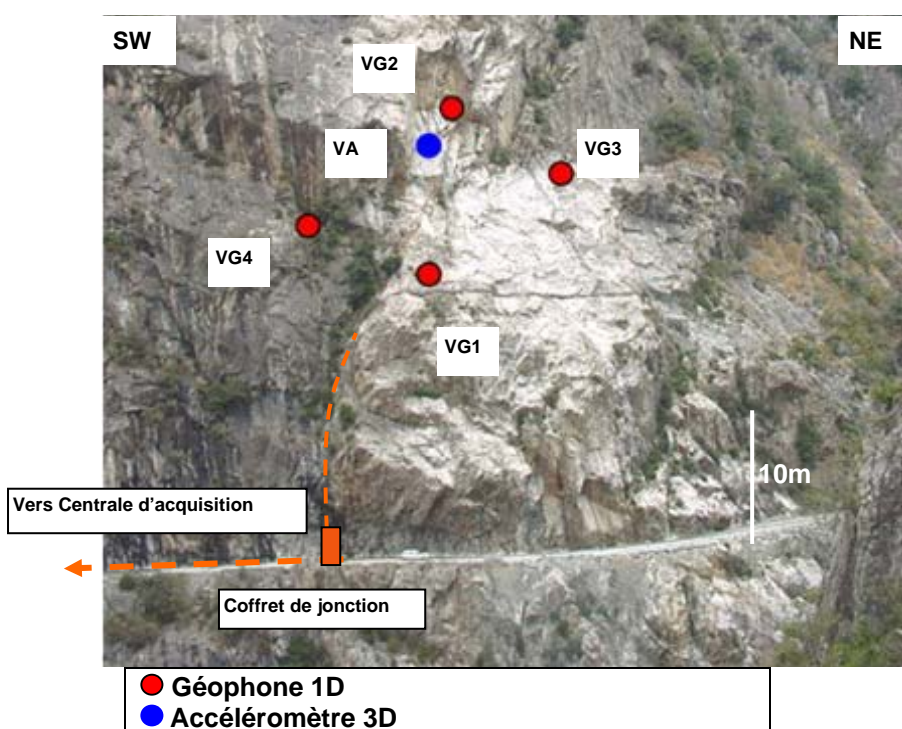 SW
NE
VG2
VA
VG3
VG4
VG1
10m
Vers Centrale d'acquisition
Coffret de jonction
Géophone 1D
Accéléromètre 3D